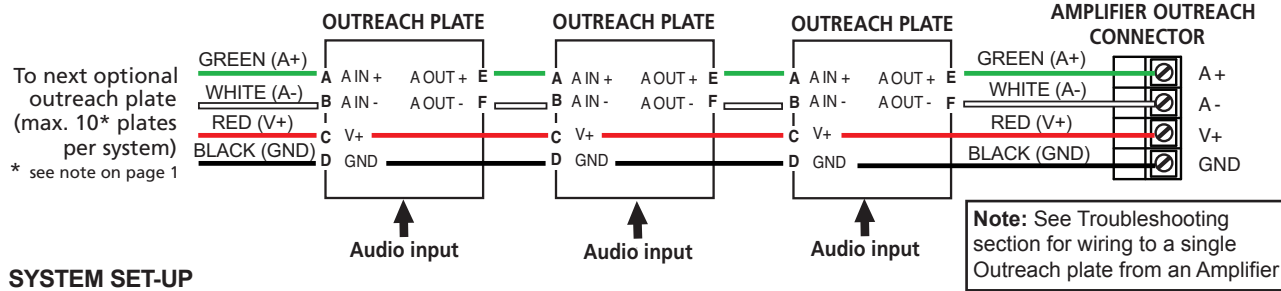 OUTREACH PLATE
OUTREACH PLATE
OUTREACH PLATE
AMPLIFIER OUTREACH
CONNECTOR
To next optional
outreach plate
(max. 10* plates
per system)
* see note on page 1
GREEN (A+)
WHITE (A-)
RED (V+)
BLACK (GND)
A A IN + A OUT + E
B A IN - A OUT - F
C V+
D GND
A A IN + A OUT + E
B A IN - A OUT - F
C V+
D GND
A A IN + A OUT + E
B A IN - A OUT - F
C V+
D GND
GREEN (A+)
WHITE (A-)
RED (V+)
BLACK (GND)
A +
A -
V+
GND
Audio input
Audio input
Audio input
Note: See Troubleshooting
section for wiring to a single
Outreach plate from an Amplifier
SYSTEM SET-UP